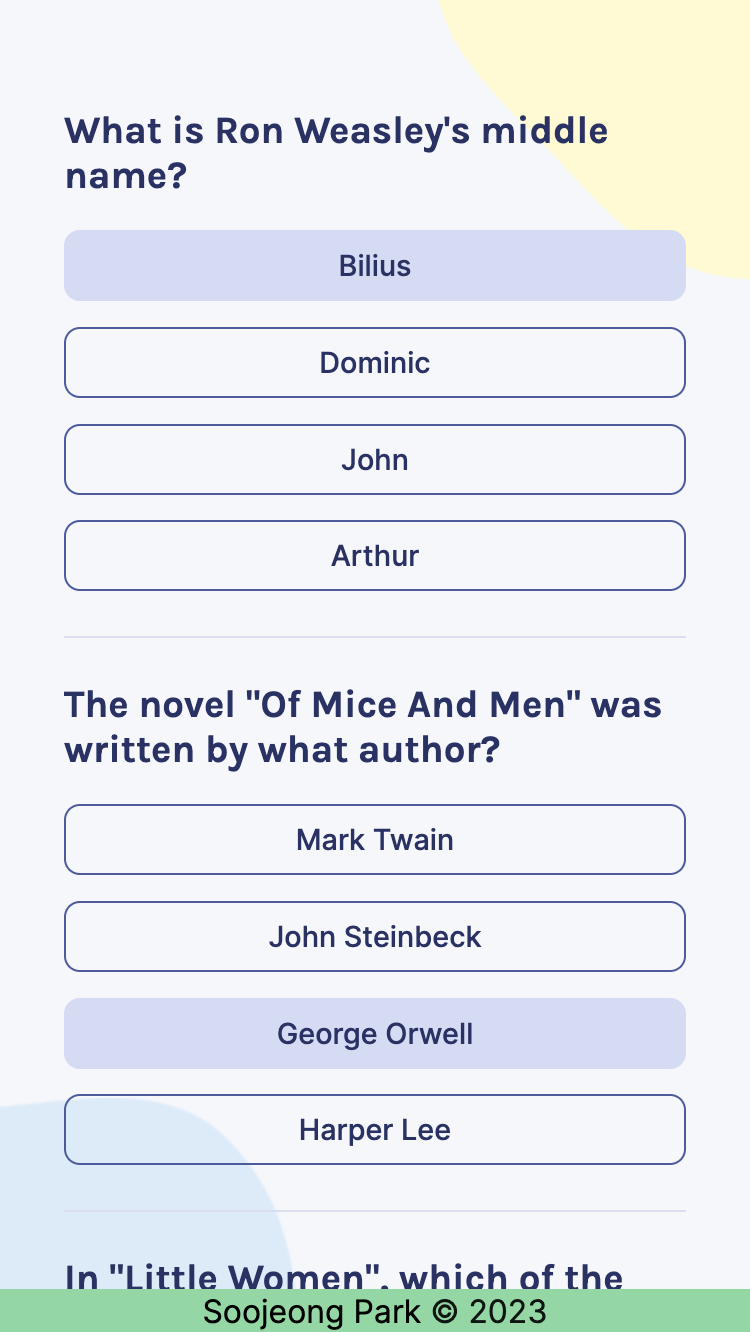 What is Ron Weasley's middle
name?
Bilius
Dominic
John
Arthur
The novel "Of Mice And Men" was
written by what author?
Mark Twain
John Steinbeck
George Orwell
Harper Lee
In "Little Women", which of the
Soojeong Park © 2023